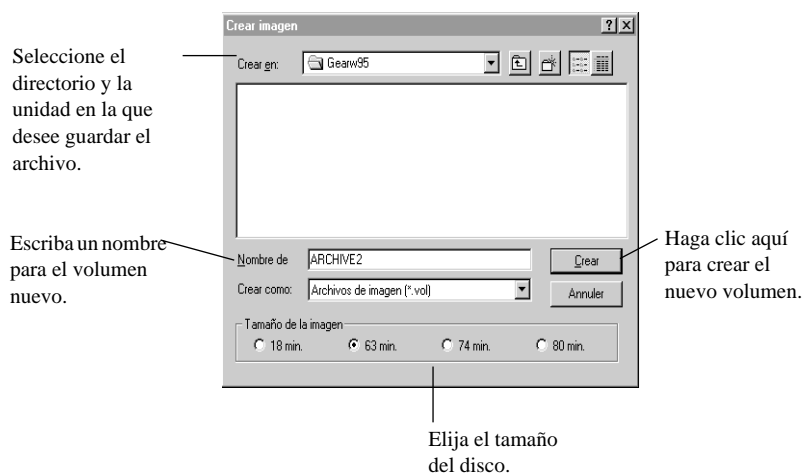 Crear imagen
Seleccione el
directorio y la
unidad en la que
desee guardar el
archivo.
Crear en: Gearw95
Escriba un nombre
para el volumen
nuevo.
Nombre de ARCHIVE2 Crear
Crear como: Archivos de imagen (*.vol) Annuler
Haga clic aquí
para crear el
nuevo volumen.
Tamaño de la imagen
18 min. 63 min. 74 min. 80 min.
Elija el tamaño
del disco.